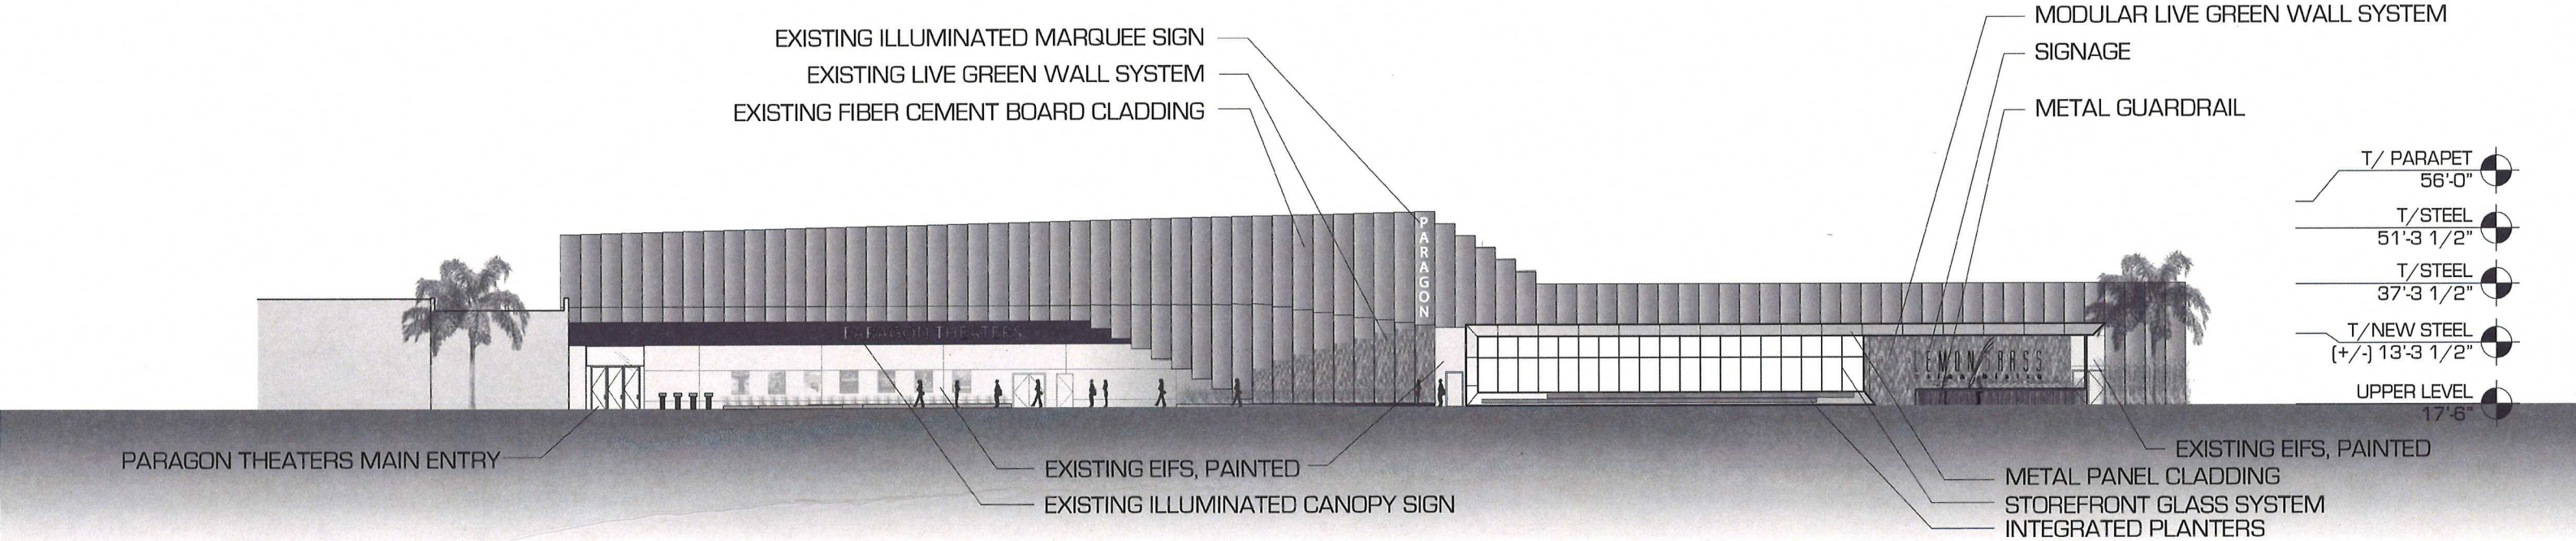 EXISTING ILLUMINATED MARQUEE SIGN
EXISTING LIVE GREEN WALL SYSTEM
EXISTING FIBER CEMENT BOARD CLADDING
MODULAR LIVE GREEN WALL SYSTEM
SIGNAGE
METAL GUARDRAIL
T/ PARAPET
56'-0"
T/STEEL
51'-3 1/2"
T/STEEL
37'-3 1/2"
T/NEW STEEL
(+/-) 13'-3 1/2"
UPPER LEVEL
17'-6"
PARAGON
PARAGON THEATERS
PARAGON THEATERS MAIN ENTRY
EXISTING EIFS, PAINTED
EXISTING ILLUMINATED CANOPY SIGN
EXISTING EIFS, PAINTED
METAL PANEL CLADDING
STOREFRONT GLASS SYSTEM
INTEGRATED PLANTERS